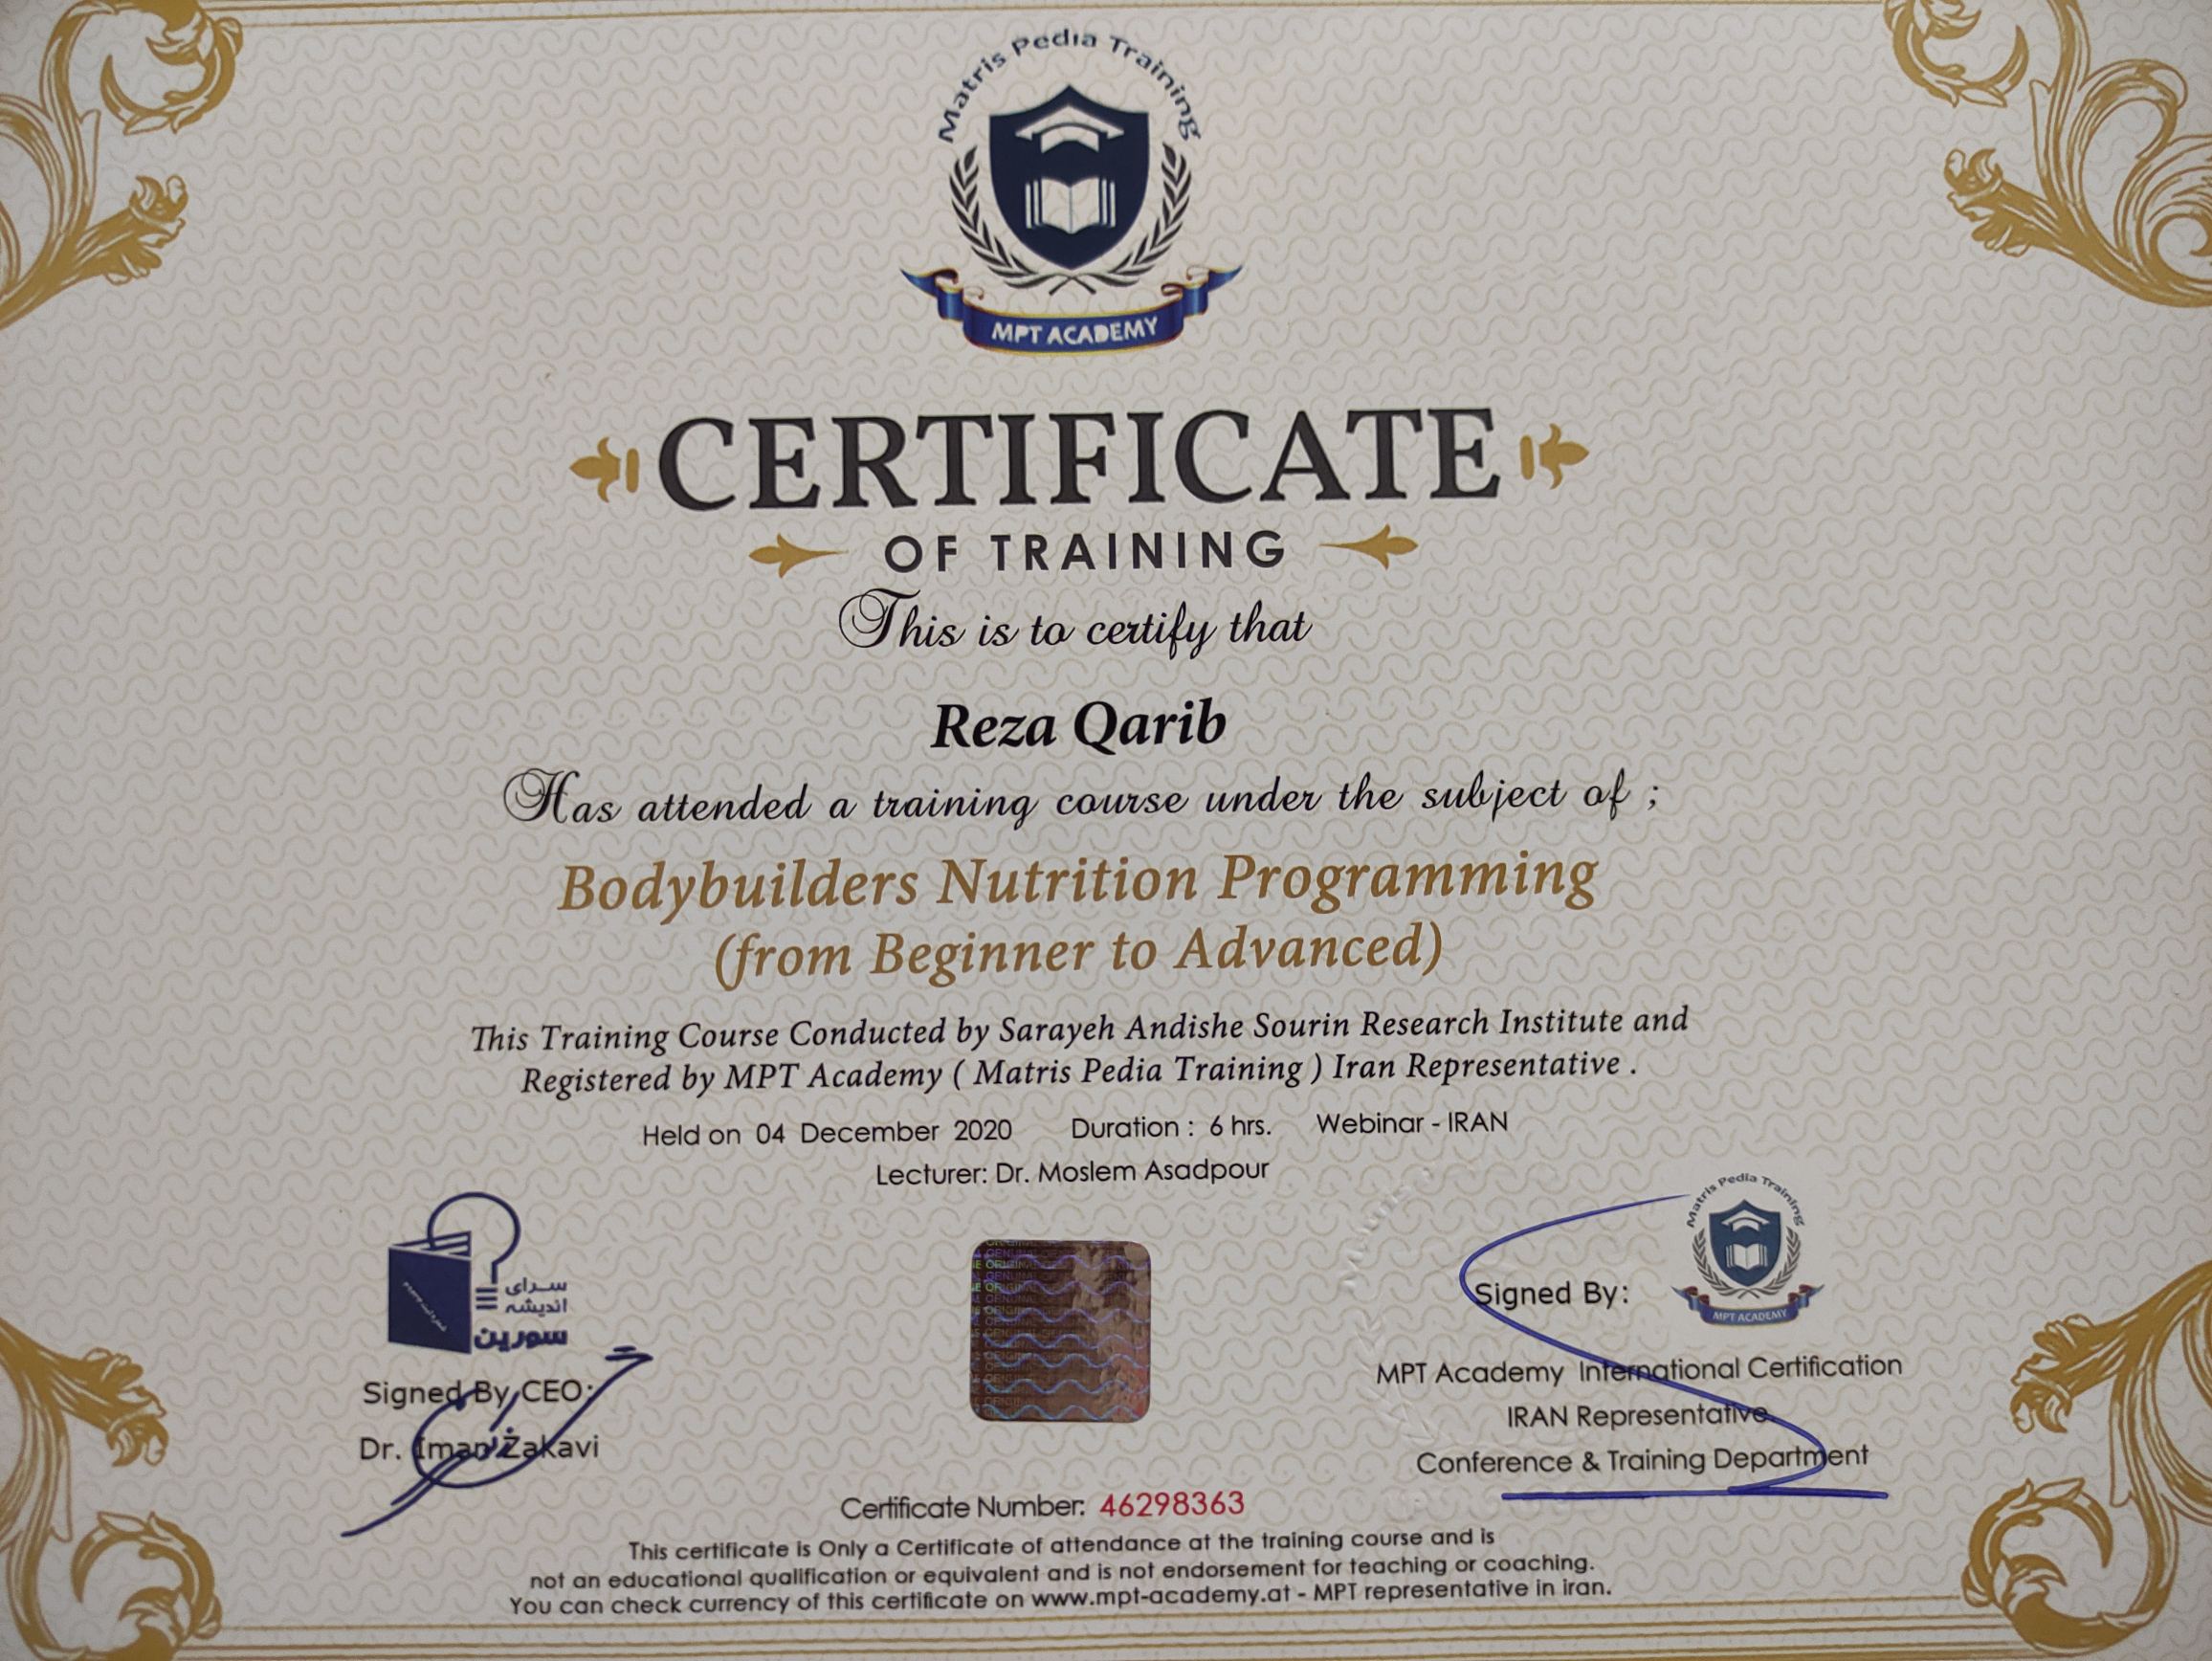 Matris Pedia Training
MPT ACADEMY
CERTIFICATE
OF TRAINING
This is to certify that
Reza Qarib
Has attended a training course under the subject of ;
Bodybuilders Nutrition Programming
(from Beginner to Advanced)
This Training Course Conducted by Sarayeh Andishe Sourin Research Institute and
Registered by MPT Academy ( Matris Pedia Training ) Iran Representative .
Held on 04 December 2020 Duration : 6 hrs. Webinar - IRAN
Lecturer: Dr. Moslem Asadpour
سرای
اندیشه
سورین
Signed By CEO:
Dr. Iman Zakavi
GENUINE
ORIGINAL
Matris Pedia Training
MPT ACADEMY
Signed By:
MPT Academy International Certification
IRAN Representative
Conference & Training Department
Certificate Number: 46298363
This certificate is Only a Certificate of attendance at the training course and is
not an educational qualification or equivalent and is not endorsement for teaching or coaching.
You can check currency of this certificate on www.mpt-academy.at - MPT representative in iran.